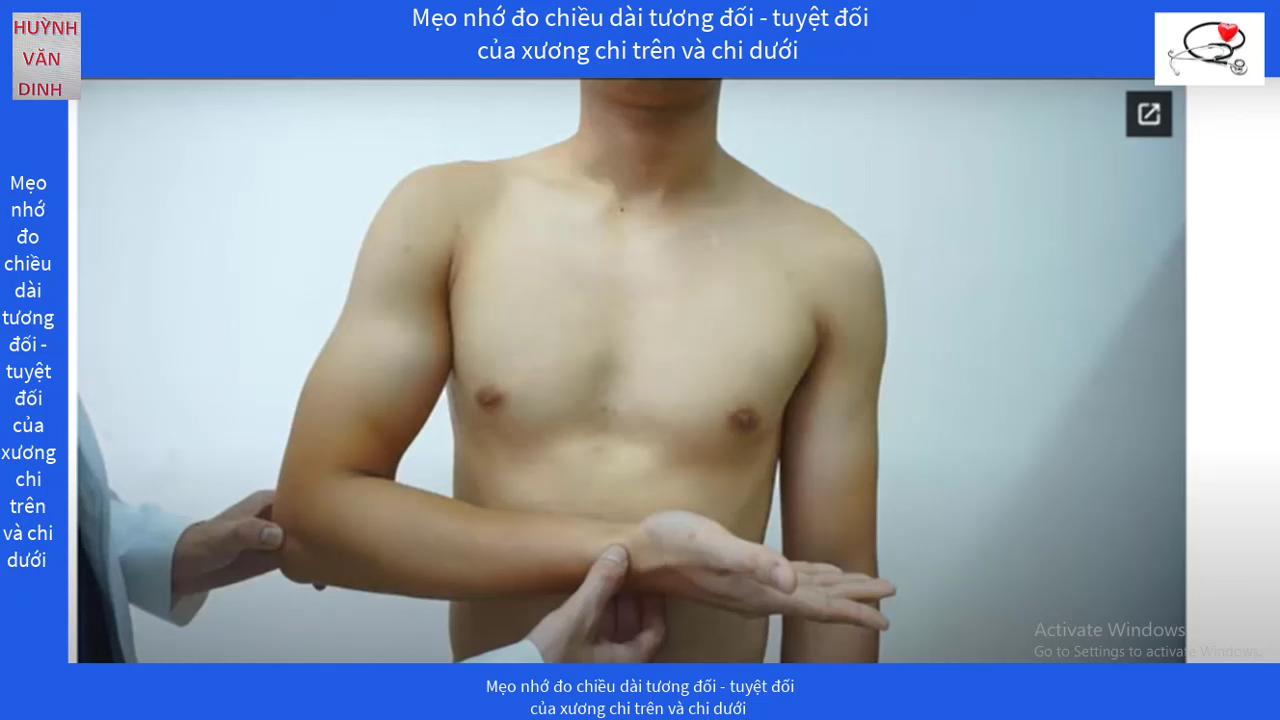 HUỲNH
VĂN
DINH
Mẹo nhớ đo chiều dài tương đối - tuyệt đối
của xương chi trên và chi dưới
Mẹo
nhớ
đo
chiều
dài
tương
đối -
tuyệt
đối
của
xương
chi
trên
và chi
dưới
Activate Windows
Go to Settings to activate Windows.
Mẹo nhớ đo chiều dài tương đối - tuyệt đối
của xương chi trên và chi dưới